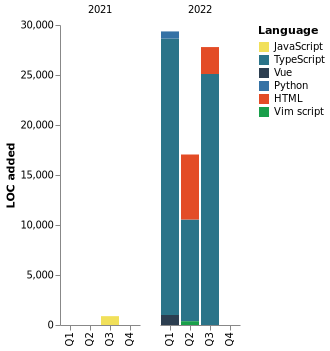 2021
2022
LOC added
30,000
25,000
20,000
15,000
10,000
5,000
0
Q1
Q2
Q3
Q4
Q1
Q2
Q3
Q4
Language
JavaScript
TypeScript
Vue
Python
HTML
Vim script